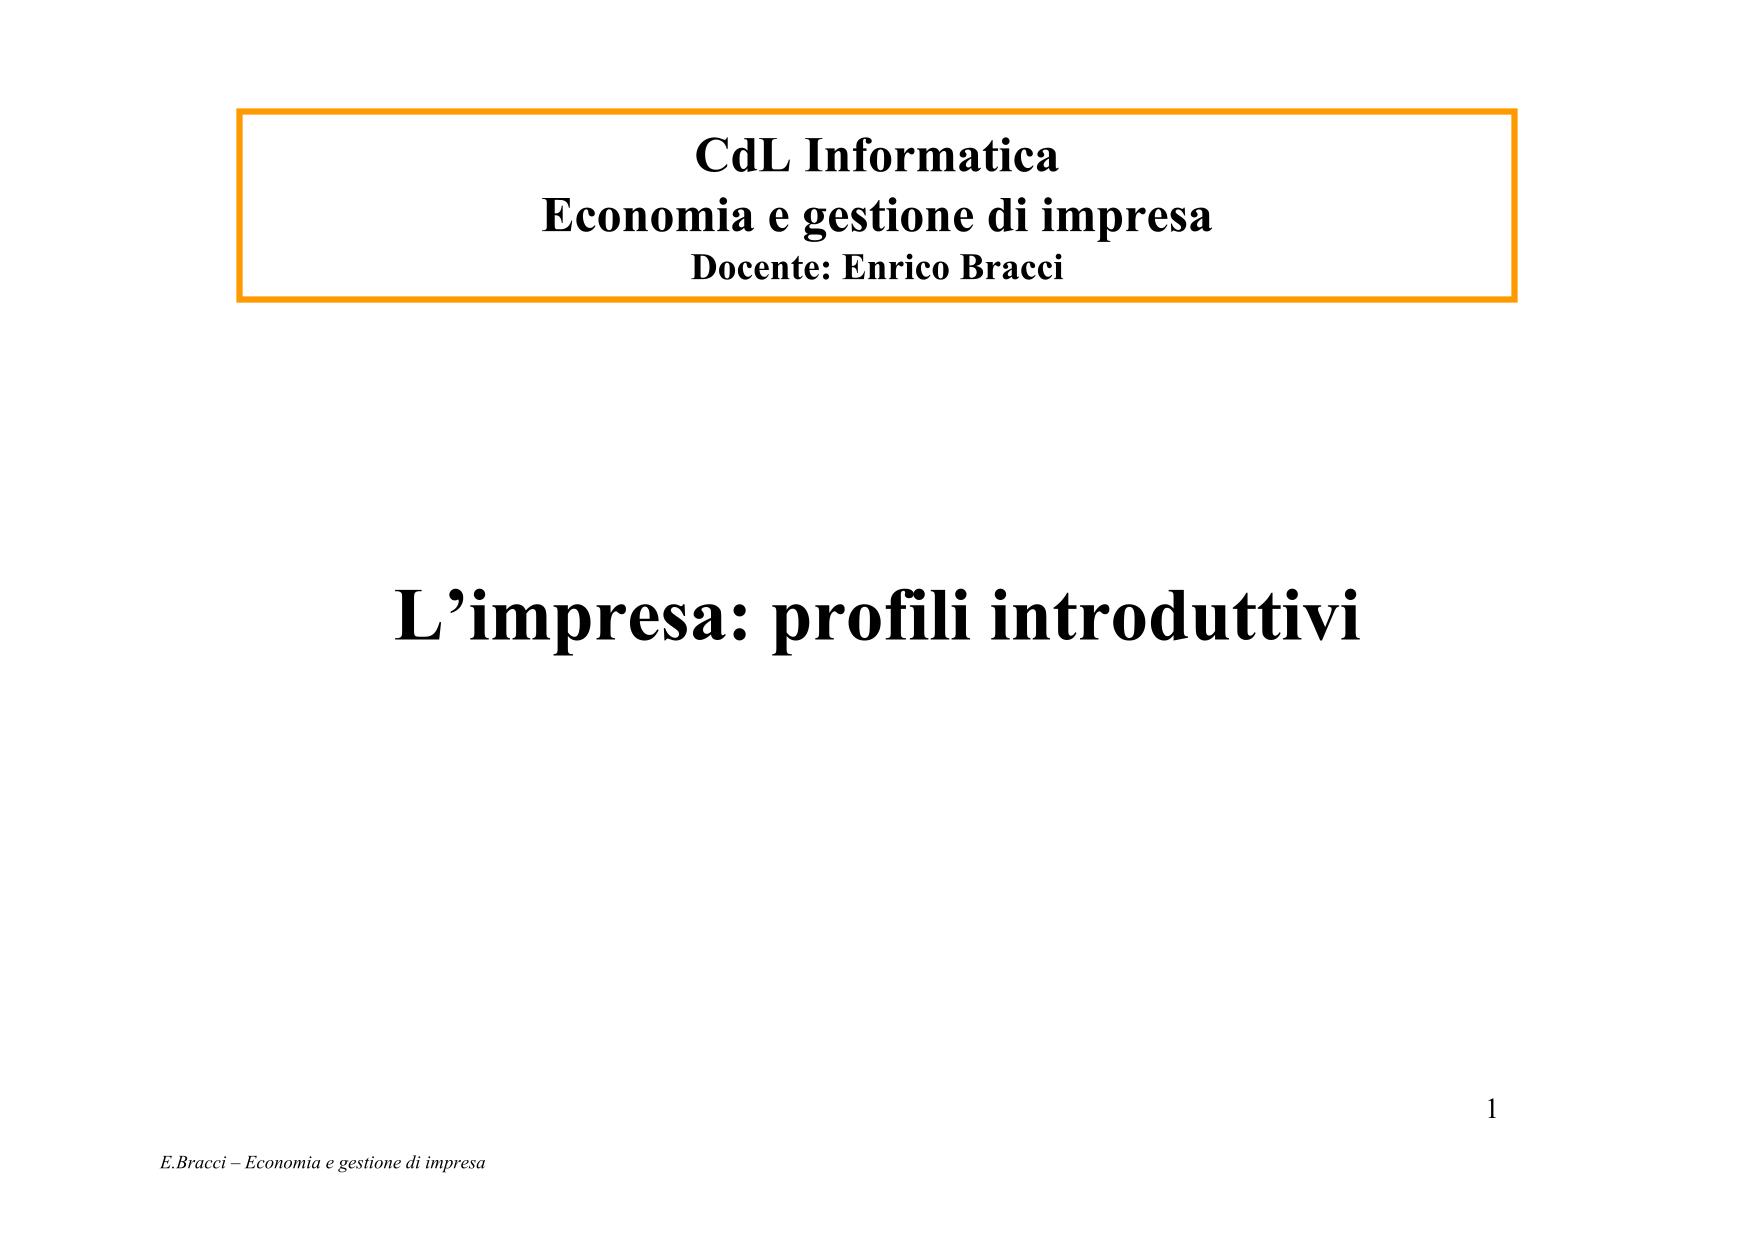 CdL Informatica
Economia e gestione di impresa
Docente: Enrico Bracci
L’impresa: profili introduttivi
1
E.Bracci – Economia e gestione di impresa